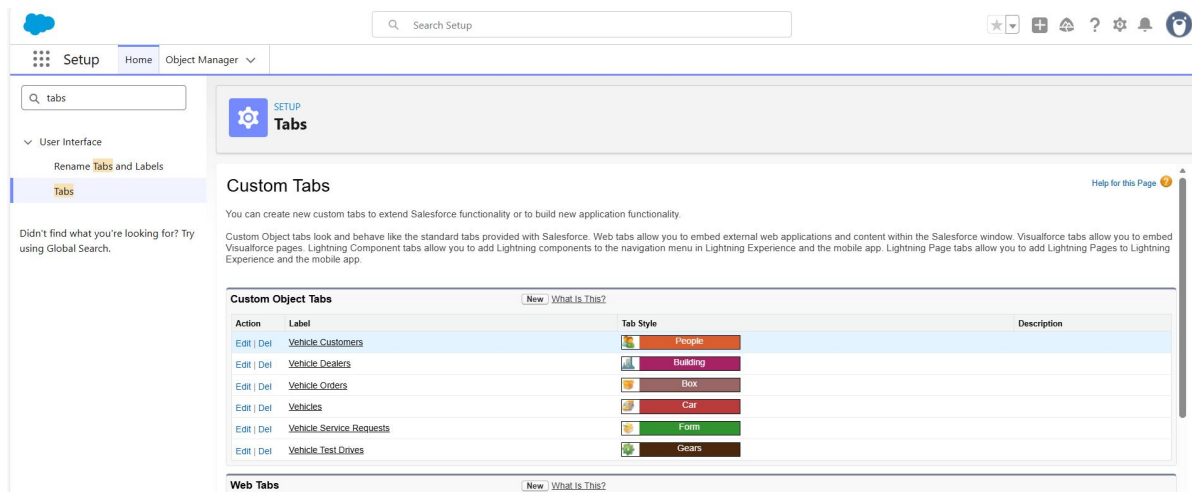 Search Setup
Setup
Home
Object Manager
tabs
User Interface
Rename Tabs and Labels
Tabs
Didn't find what you're looking for? Try
using Global Search.
SETUP
Tabs
Custom Tabs
Help for this Page
You can create new custom tabs to extend Salesforce functionality or to build new application functionality.
Custom Object tabs look and behave like the standard tabs provided with Salesforce. Web tabs allow you to embed external web applications and content within the Salesforce window. Visualforce tabs allow you to embed
Visualforce pages. Lightning Component tabs allow you to add Lightning components to the navigation menu in Lightning Experience and the mobile app. Lightning Page tabs allow you to add Lightning Pages to Lightning
Experience and the mobile app.
Custom Object Tabs New What Is This?
Action Label Tab Style Description
Edit | Del Vehicle Customers People
Edit | Del Vehicle Dealers Building
Edit | Del Vehicle Orders Box
Edit | Del Vehicles Car
Edit | Del Vehicle Service Requests Form
Edit | Del Vehicle Test Drives Gears
Web Tabs New What Is This?